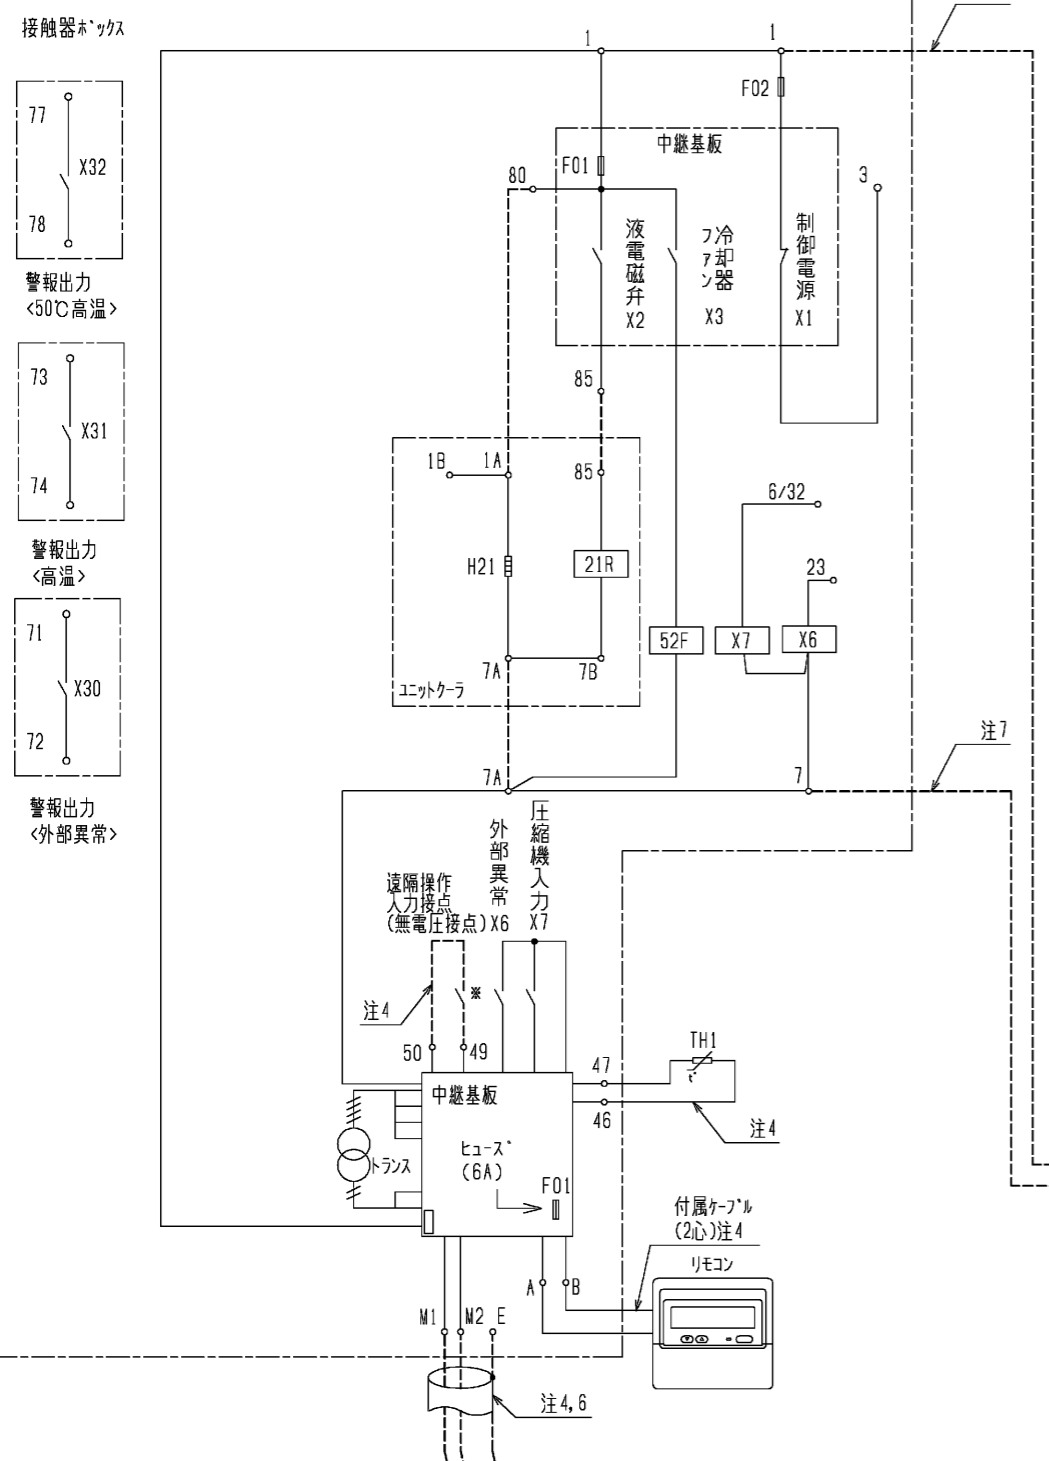 接触器ボックス
77
X32
78
警報出力
<50℃高温>
73
X31
74
警報出力
<高温>
71
X30
72
警報出力
<外部異常>
1
1
F02
中継基板
F01
80
3
液電磁弁
X2
冷却器
ファン
X3
制御電源
X1
85
1B
1A
85
H21
21R
7A
7B
ユニットクーラ
6/32
23
52F
X7
X6
注7
7A
7
外部異常
X6
圧縮機入力
X7
遠隔操作
入力接点
(無電圧接点)
※
注4
50
49
中継基板
ヒューズ
(6A)
F01
トランス
47
46
TH1
t°
注4
付属ケーブル
(2心)注4
リモコン
A
B
M1
M2
E
注4,6